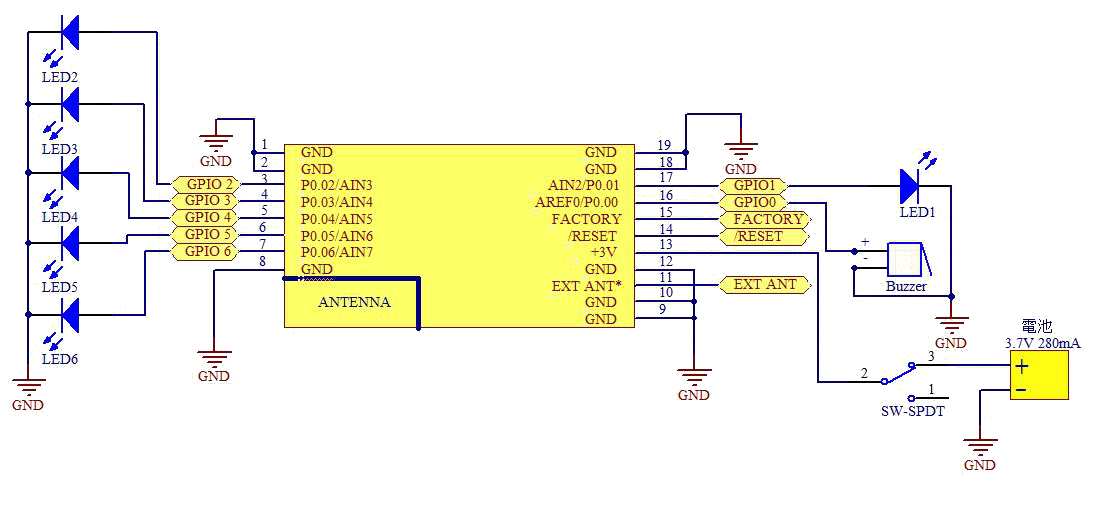 LED2
LED3
LED4
LED5
LED6
GND
GND
GPIO 2
GPIO 3
GPIO 4
GPIO 5
GPIO 6
GND
1
2
3
4
5
6
7
8
GND
GND
P0.02/AIN3
P0.03/AIN4
P0.04/AIN5
P0.05/AIN6
P0.06/AIN7
GND
ANTENNA
GND
GND
AIN2/P0.01
AREF0/P0.00
FACTORY
/RESET
+3V
GND
EXT ANT*
GND
GND
19
18
17
16
15
14
13
12
11
10
9
GND
GPIO1
GPIO0
FACTORY
/RESET
EXT ANT
GND
LED1
+
-
Buzzer
GND
電池
3.7V 280mA
+
-
2
3
1
SW-SPDT
GND